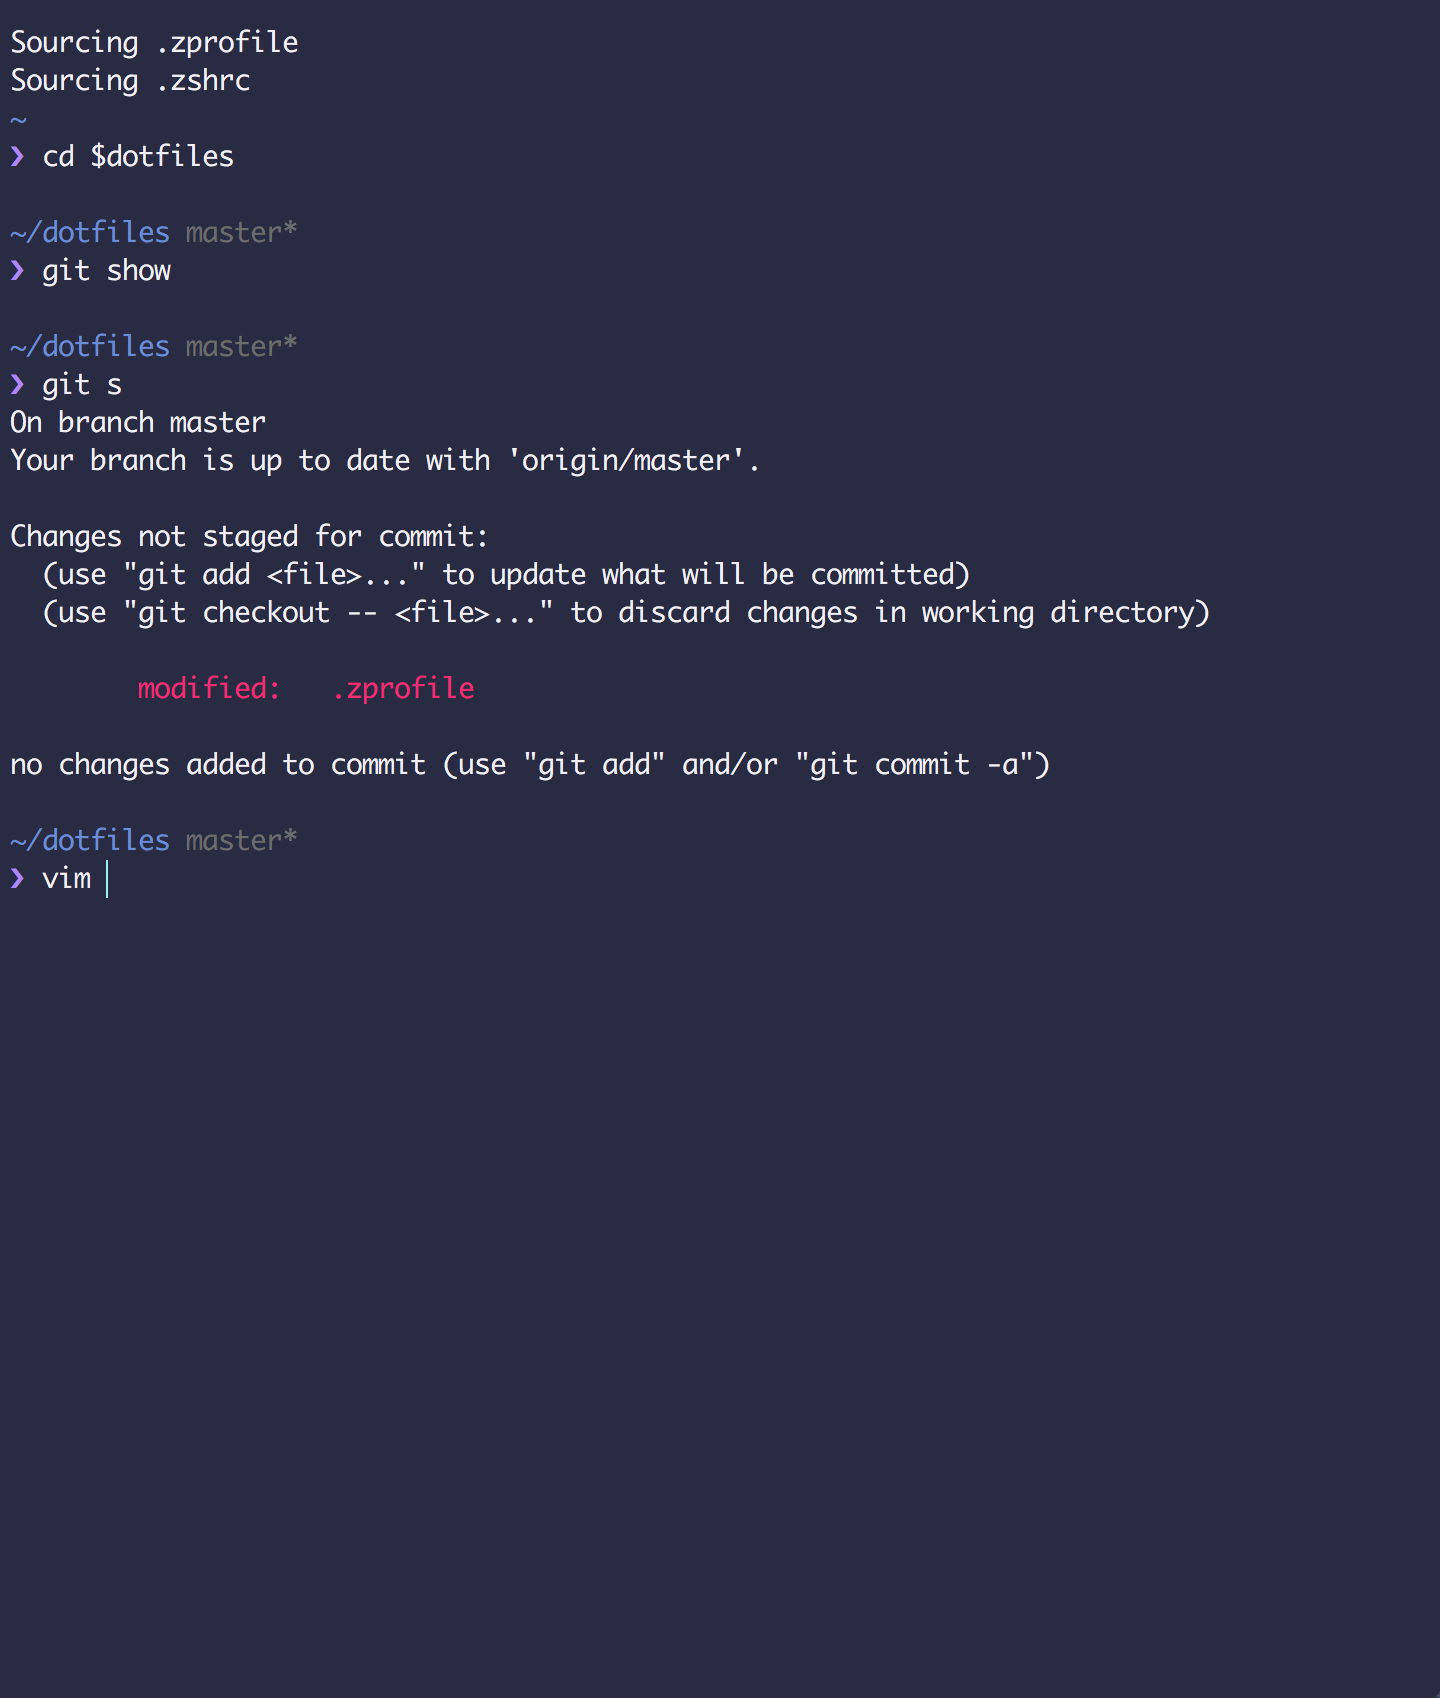 Sourcing .zprofile
Sourcing .zshrc
~
❯ cd $dotfiles
~/dotfiles master*
❯ git show
~/dotfiles master*
❯ git s
On branch master
Your branch is up to date with 'origin/master'.
Changes not staged for commit:
  (use "git add <file>..." to update what will be committed)
  (use "git checkout -- <file>..." to discard changes in working directory)
        modified:   .zprofile
no changes added to commit (use "git add" and/or "git commit -a")
~/dotfiles master*
❯ vim